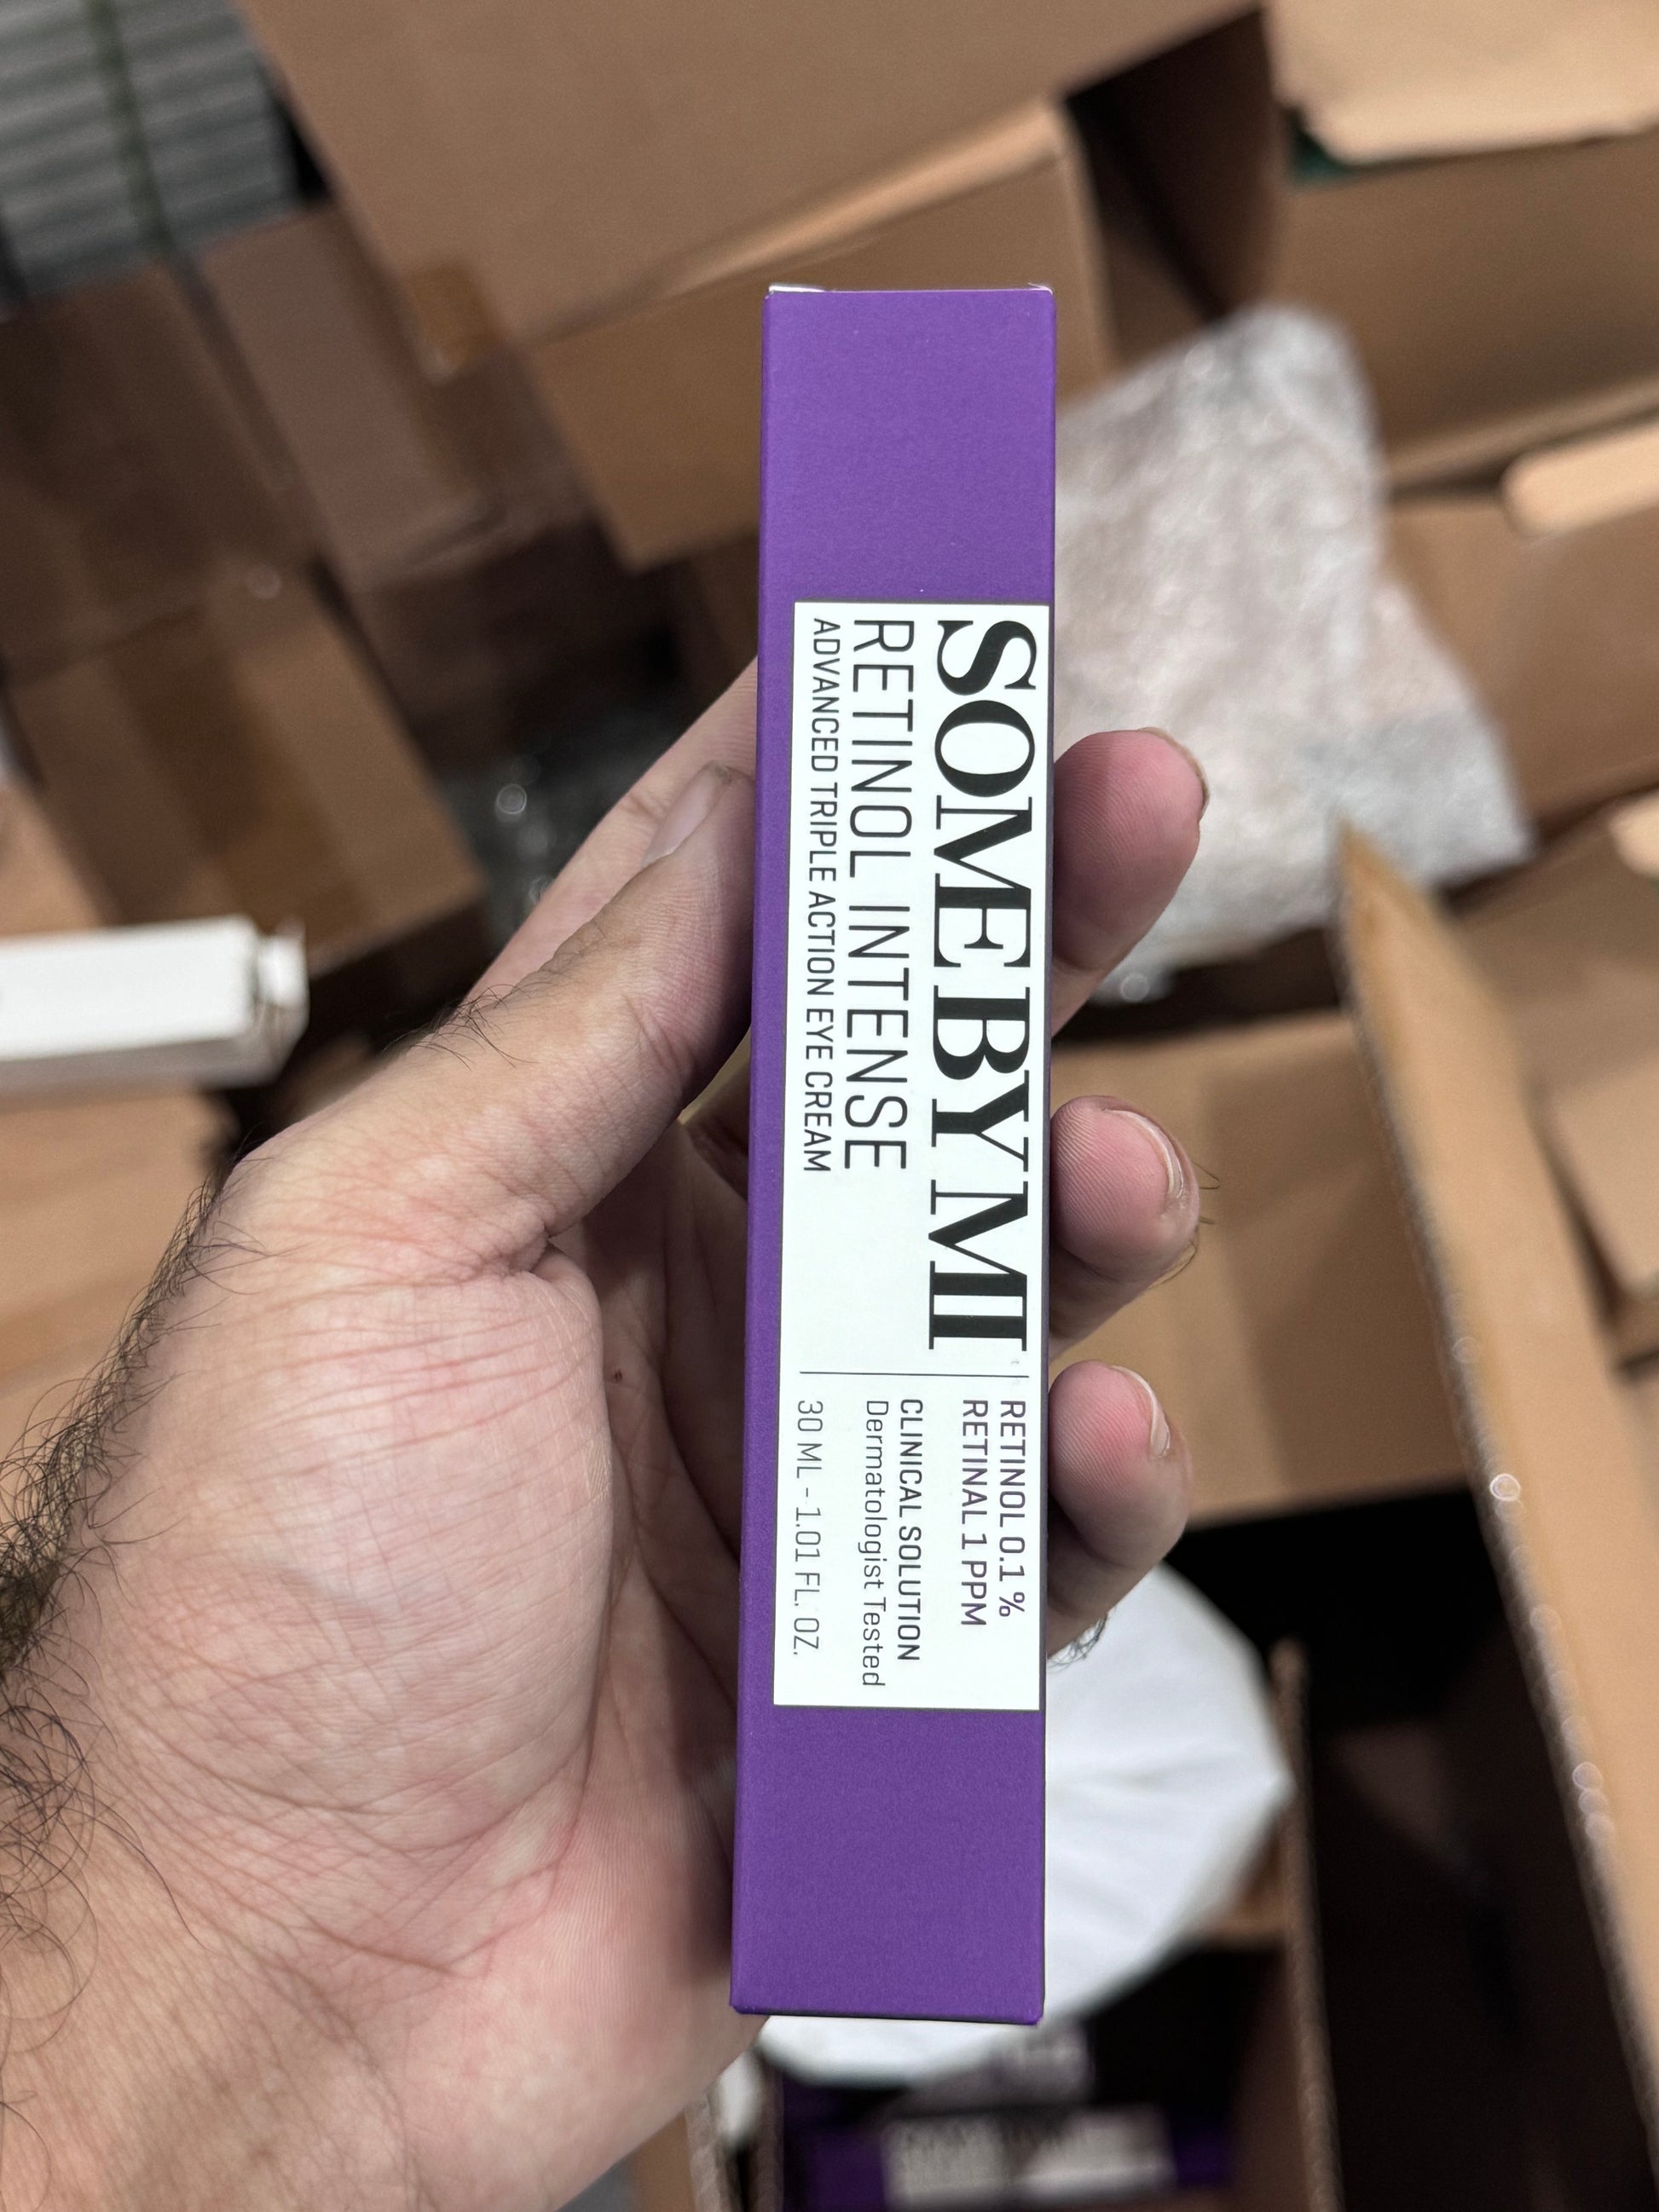 SOME BY MI
RETINOL INTENSE
ADVANCED TRIPLE ACTION EYE CREAM
RETINOL 0.1 %
RETINAL 1 PPM
CLINICAL SOLUTION
Dermatologist Tested
30 ML - 1.01 FL. OZ.